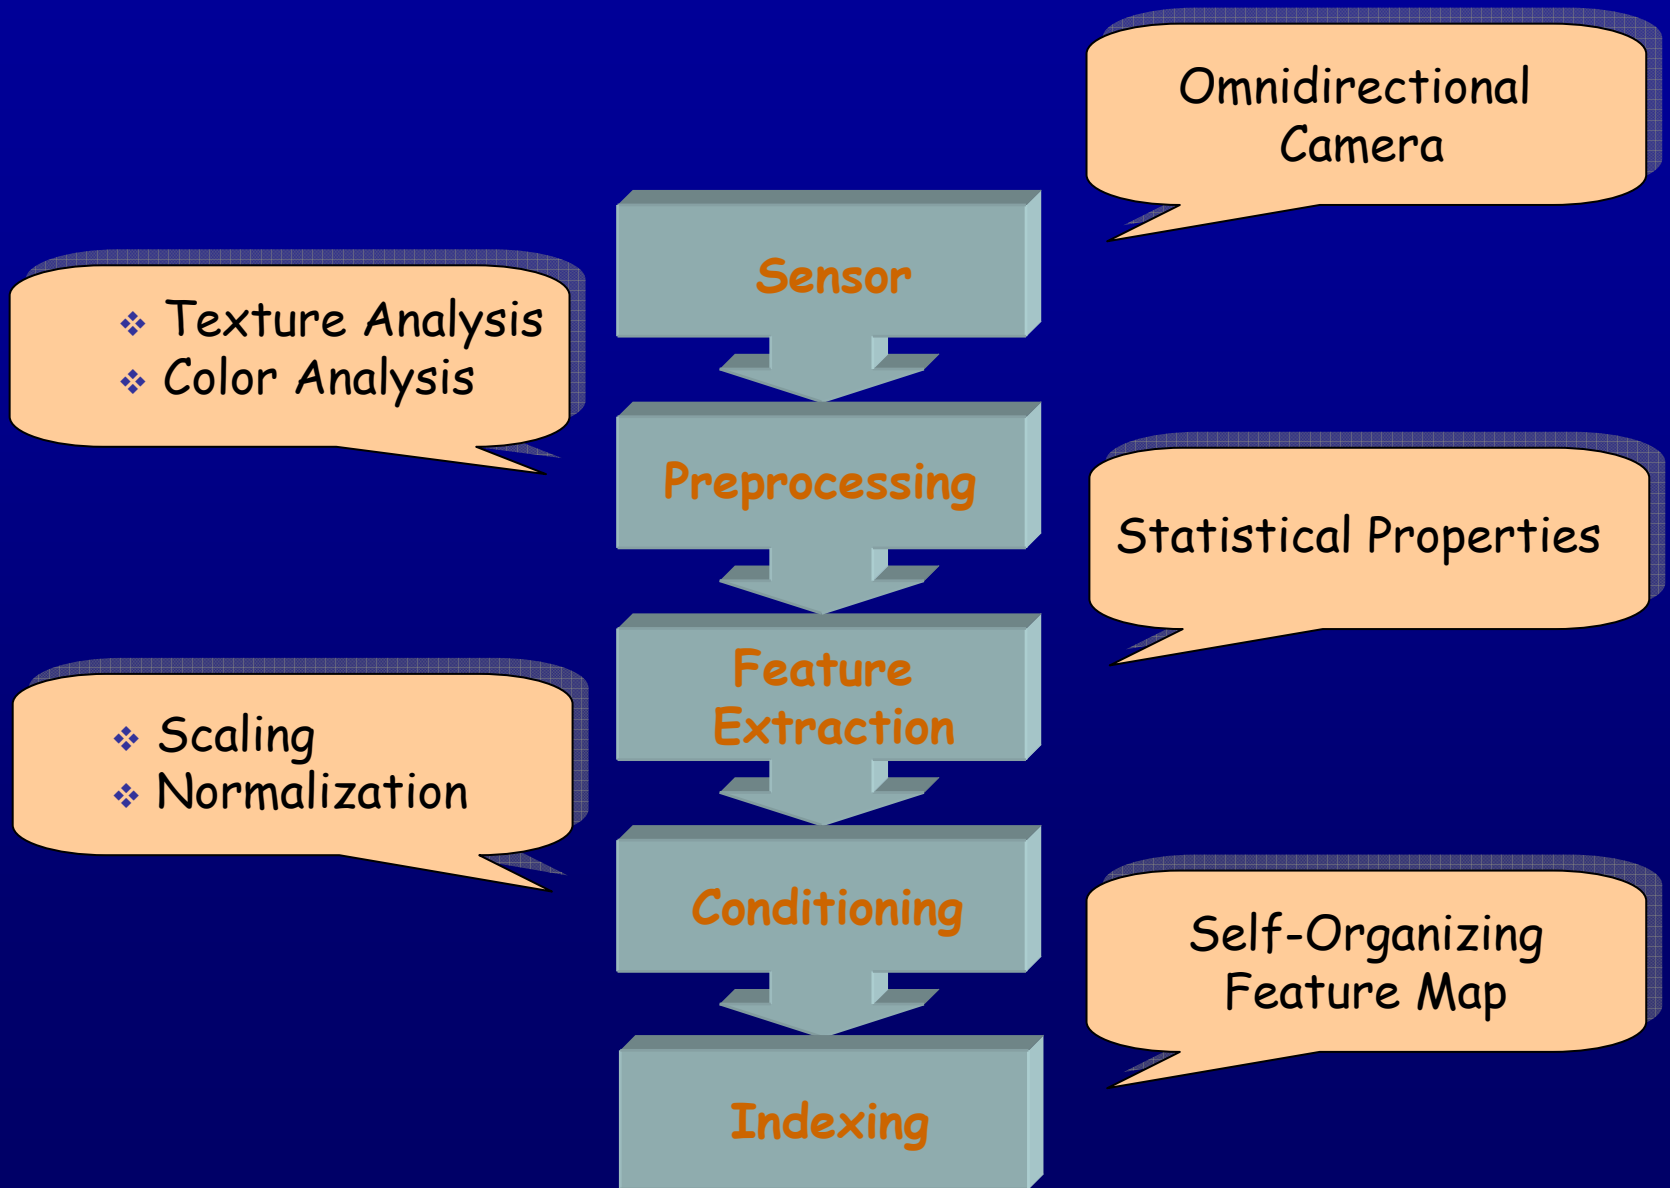 Omnidirectional
Camera
Sensor
❖ Texture Analysis
❖ Color Analysis
Preprocessing
Statistical Properties
Feature
Extraction
❖ Scaling
❖ Normalization
Conditioning
Self-Organizing
Feature Map
Indexing